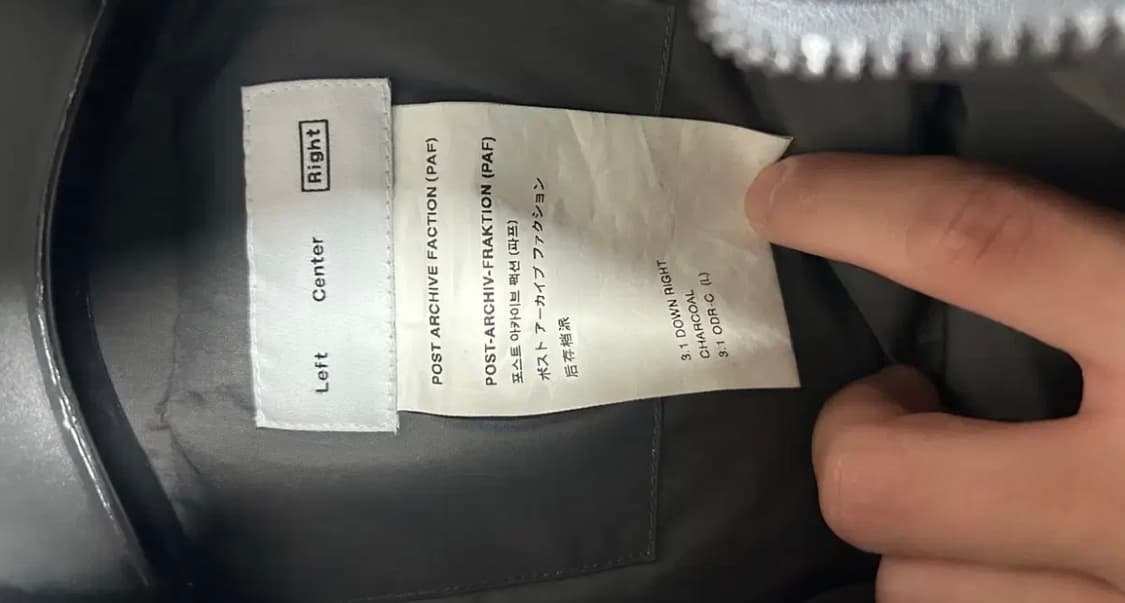 Left Center Right
POST ARCHIVE FACTION (PAF)
POST-ARCHIV-FRAKTION (PAF)
포스트 아카이브 팩션 (파프)
ポスト アーカイブ ファクション
后存档派
3.1 DOWN RIGHT
CHARCOAL
3.1 ODR-C (L)